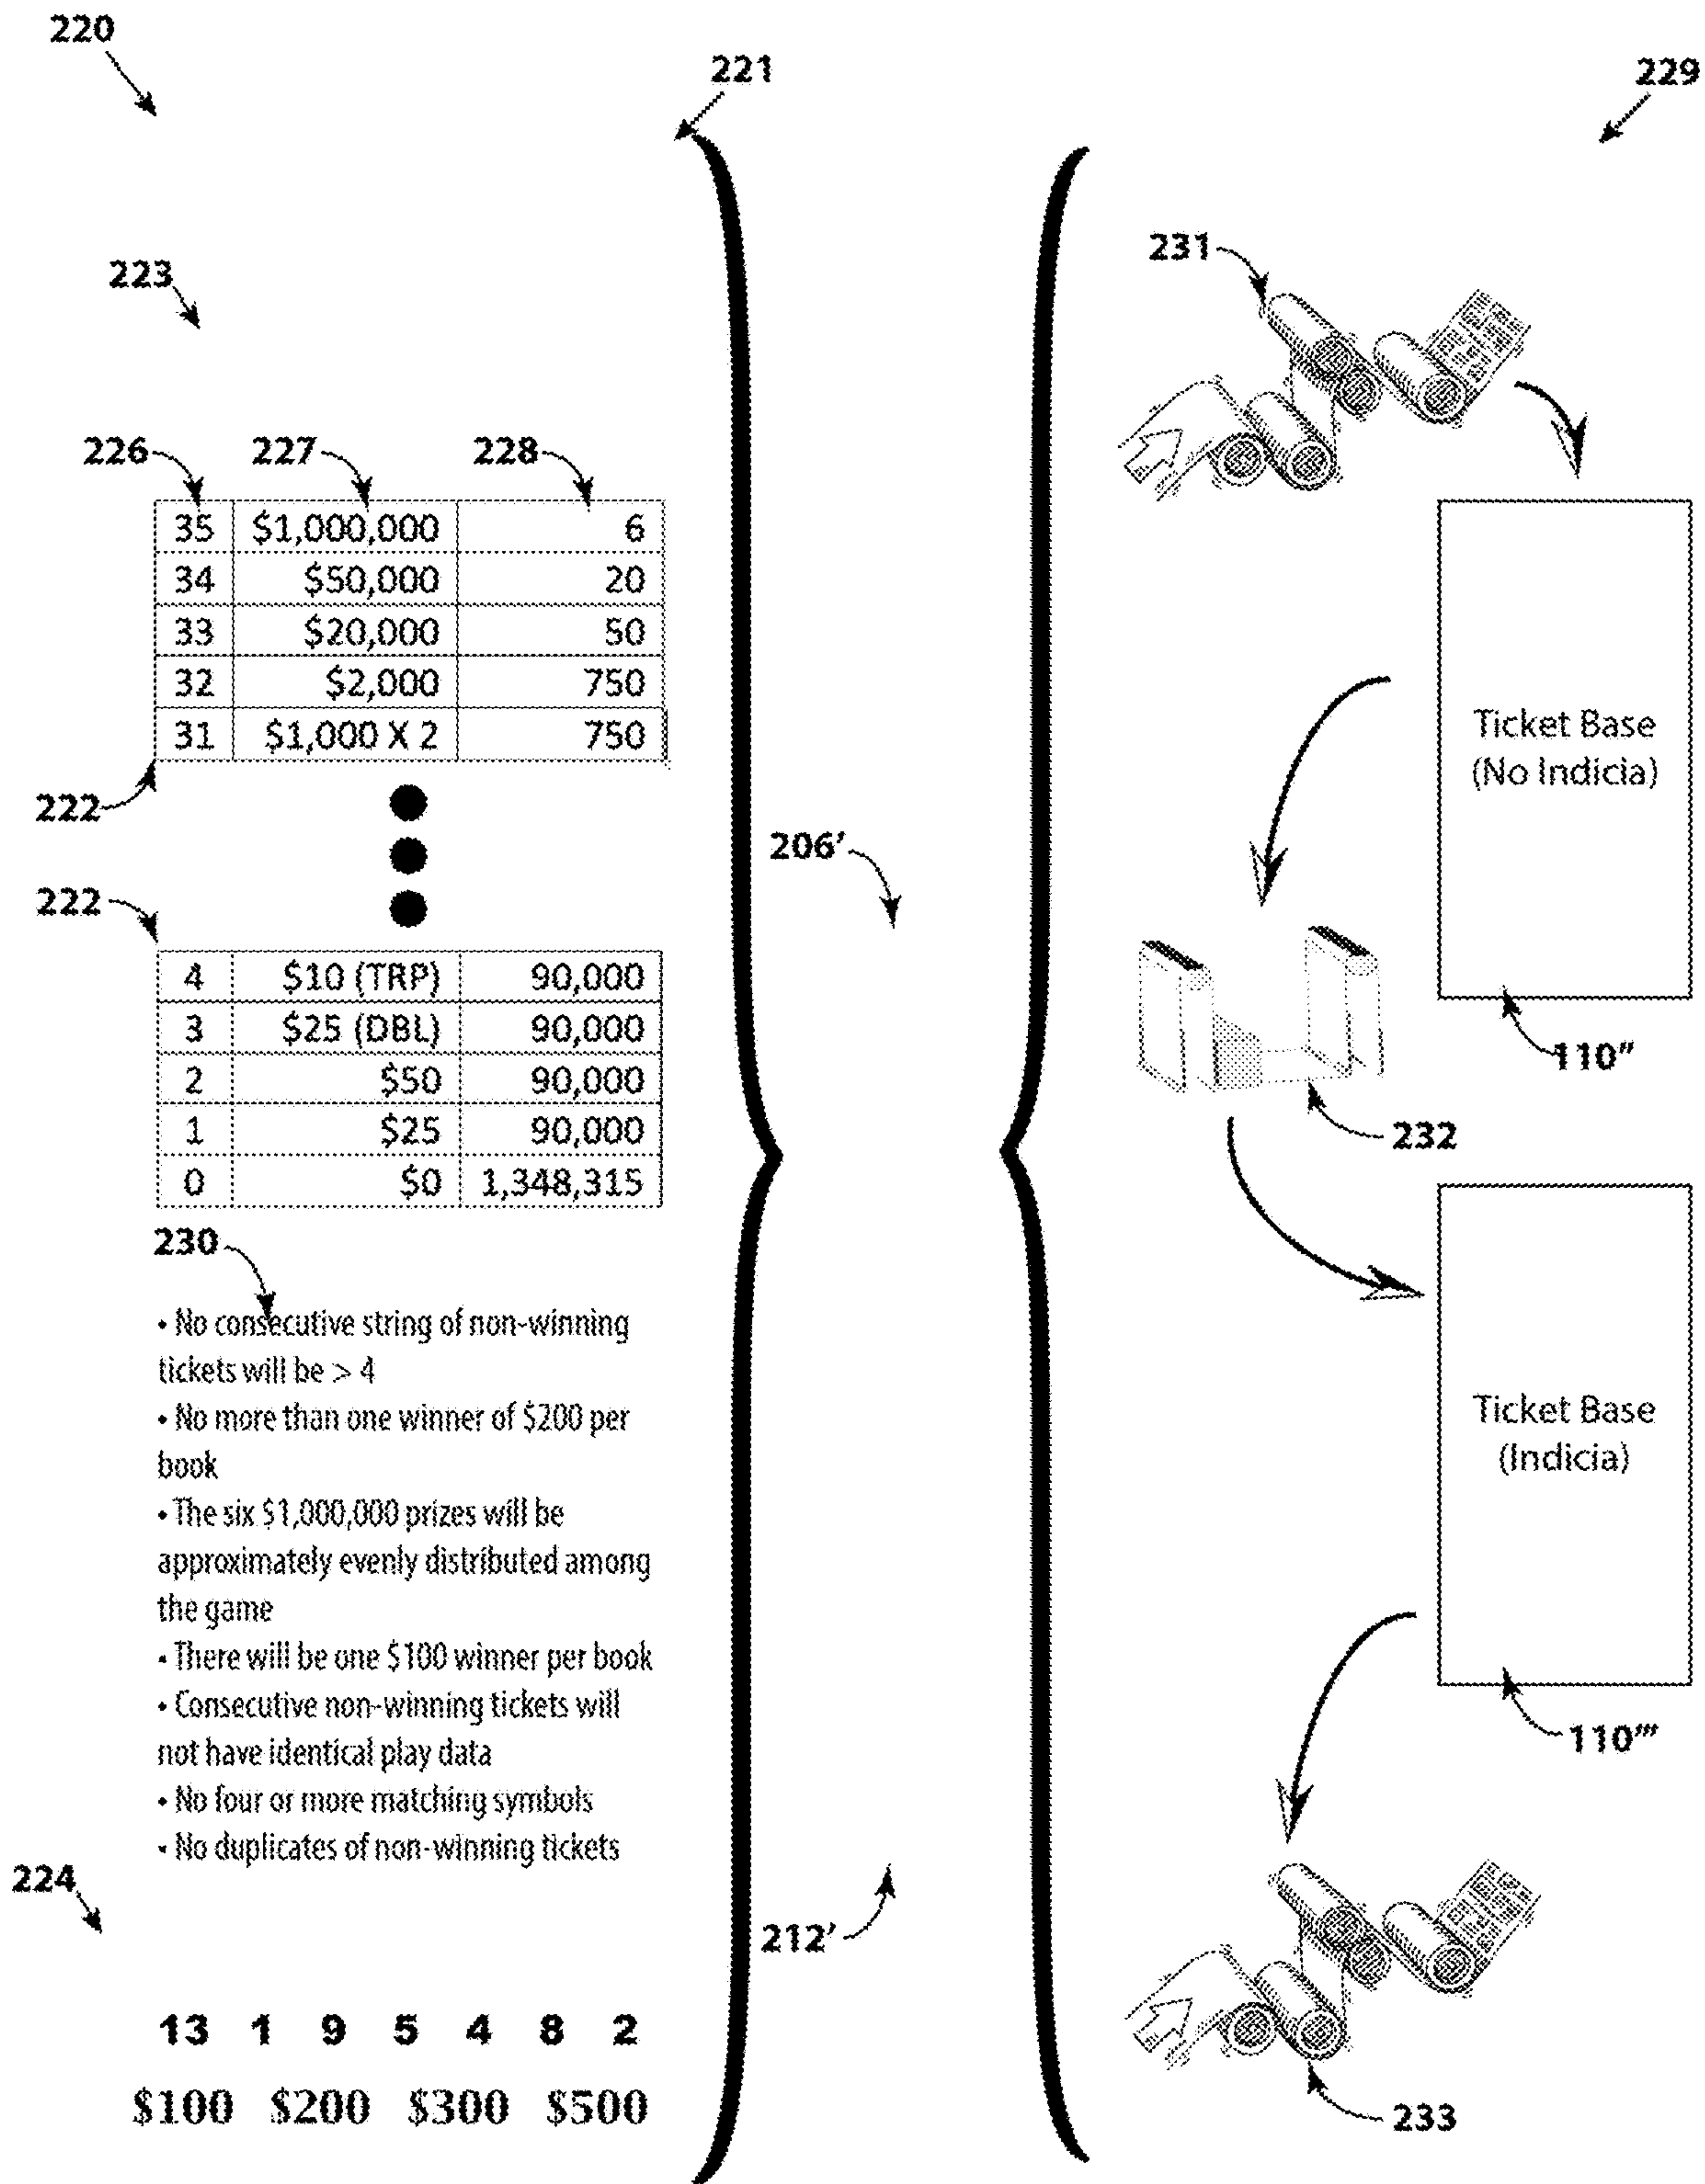 220
221
229
223
231
226 227 228
35 $1,000,000 6
34 $50,000 20
33 $20,000 50
32 $2,000 750
31 $1,000 X 2 750
222
Ticket Base
(No Indicia)
206'
222
4 $10 (TRP) 90,000
3 $25 (DBL) 90,000
2 $50 90,000
1 $25 90,000
0 $0 1,348,315
110"
232
230
• No consecutive string of non-winning
tickets will be > 4
• No more than one winner of $200 per
book
• The six $1,000,000 prizes will be
approximately evenly distributed among
the game
• There will be one $100 winner per book
• Consecutive non-winning tickets will
not have identical play data
• No four or more matching symbols
• No duplicates of non-winning tickets
Ticket Base
(Indicia)
110'"
224
212'
13 1 9 5 4 8 2
$100 $200 $300 $500
233